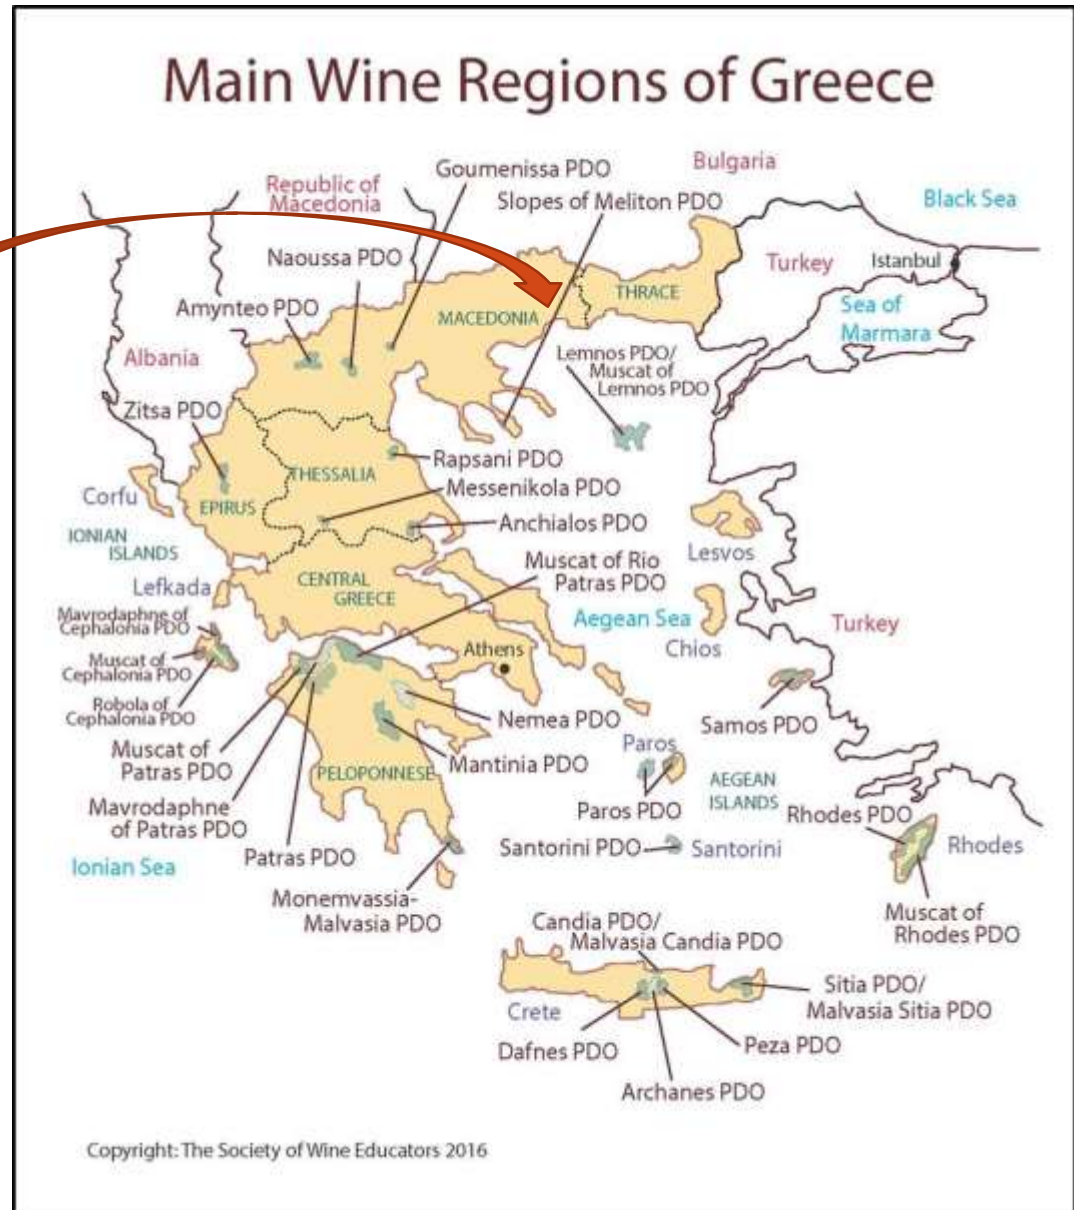 Main Wine Regions of Greece
Goumenissa PDO
Bulgaria
Republic of
Macedonia
Slopes of Meliton PDO
Black Sea
Naoussa PDO
Turkey
Istanbul
Amynteo PDO
THRACE
MACEDONIA
Sea of
Marmara
Albania
Lemnos PDO/
Muscat of
Lemnos PDO
Zitsa PDO
Rapsani PDO
THESSALIA
Messenikola PDO
Corfu
EPIRUS
Anchialos PDO
IONIAN
ISLANDS
Lesvos
Muscat of Rio
Patras PDO
CENTRAL
GREECE
Lefkada
Mavrodaphne of
Cephalonia PDO
Aegean Sea
Turkey
Chios
Athens
Muscat of
Cephalonia PDO
Robola of
Cephalonia PDO
Nemea PDO
Samos PDO
Muscat of
Patras PDO
Paros
Mantinia PDO
PELOPONNESE
AEGEAN
ISLANDS
Mavrodaphne
of Patras PDO
Paros PDO
Rhodes PDO
Patras PDO
Santorini PDO
Santorini
Rhodes
Ionian Sea
Monemvassia-
Malvasia PDO
Muscat of
Rhodes PDO
Candia PDO/
Malvasia Candia PDO
Sitia PDO/
Malvasia Sitia PDO
Crete
Dafnes PDO
Peza PDO
Archanes PDO
Copyright: The Society of Wine Educators 2016